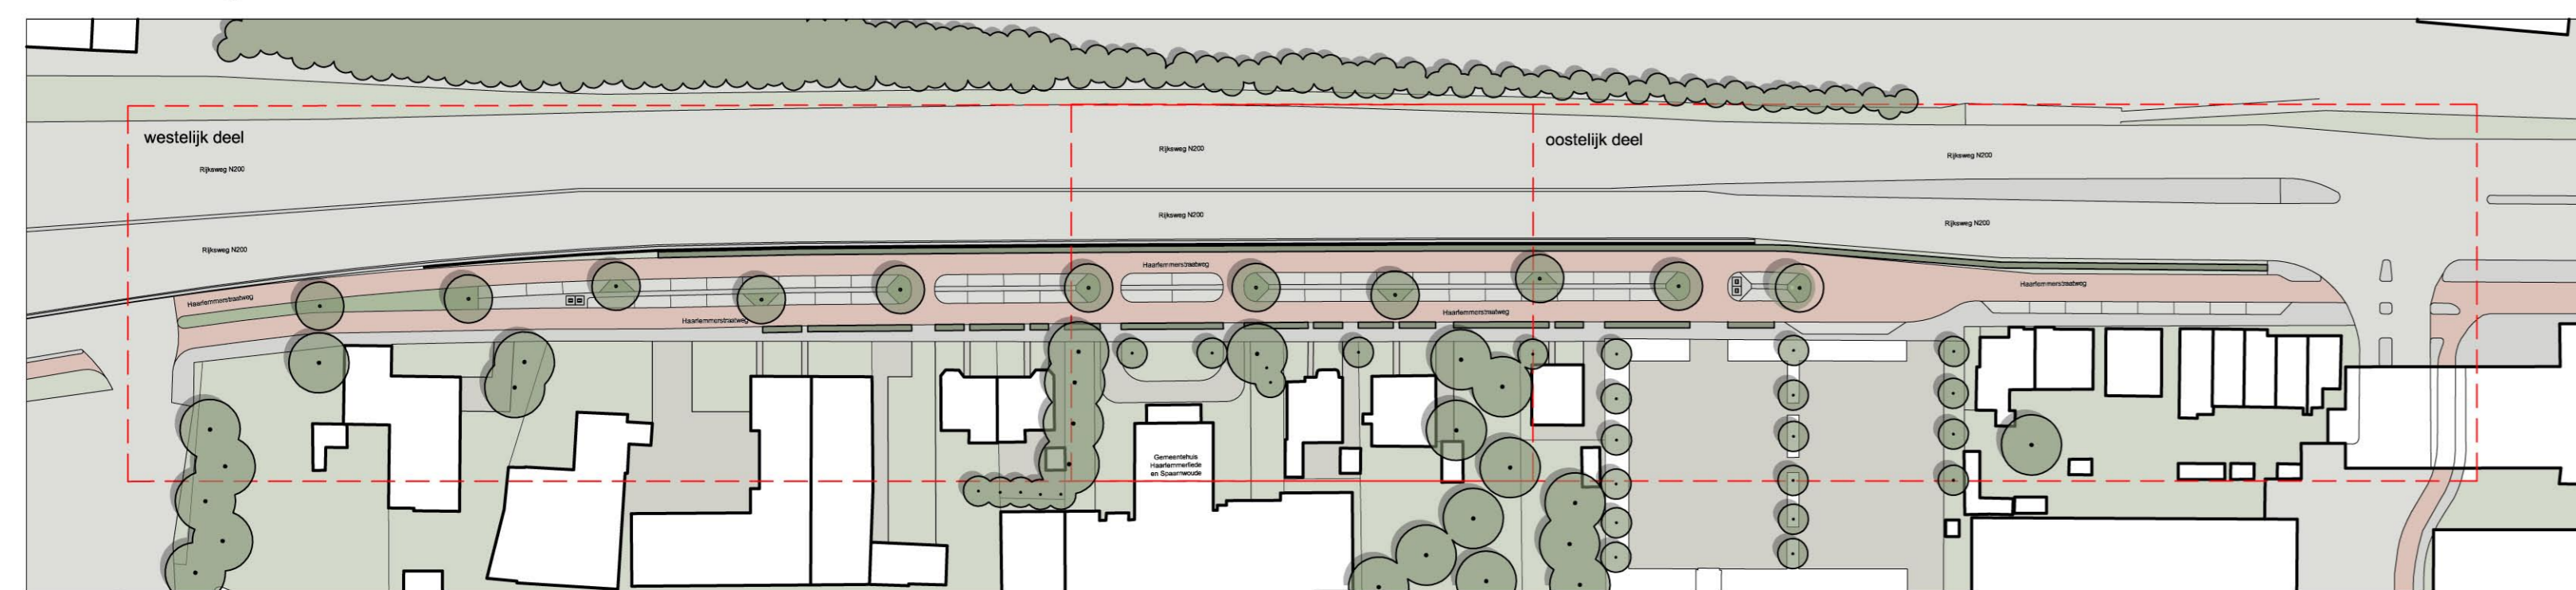 westelijk deel
oostelijk deel
Rijksweg N200
Rijksweg N200
Rijksweg N200
Rijksweg N200
Rijksweg N200
Rijksweg N200
Haarlemmerstraatweg
Haarlemmerstraatweg
Haarlemmerstraatweg
Haarlemmerstraatweg
Haarlemmerstraatweg
Gemeentehuis
Haarlemmerliede
en Spaarnwoude